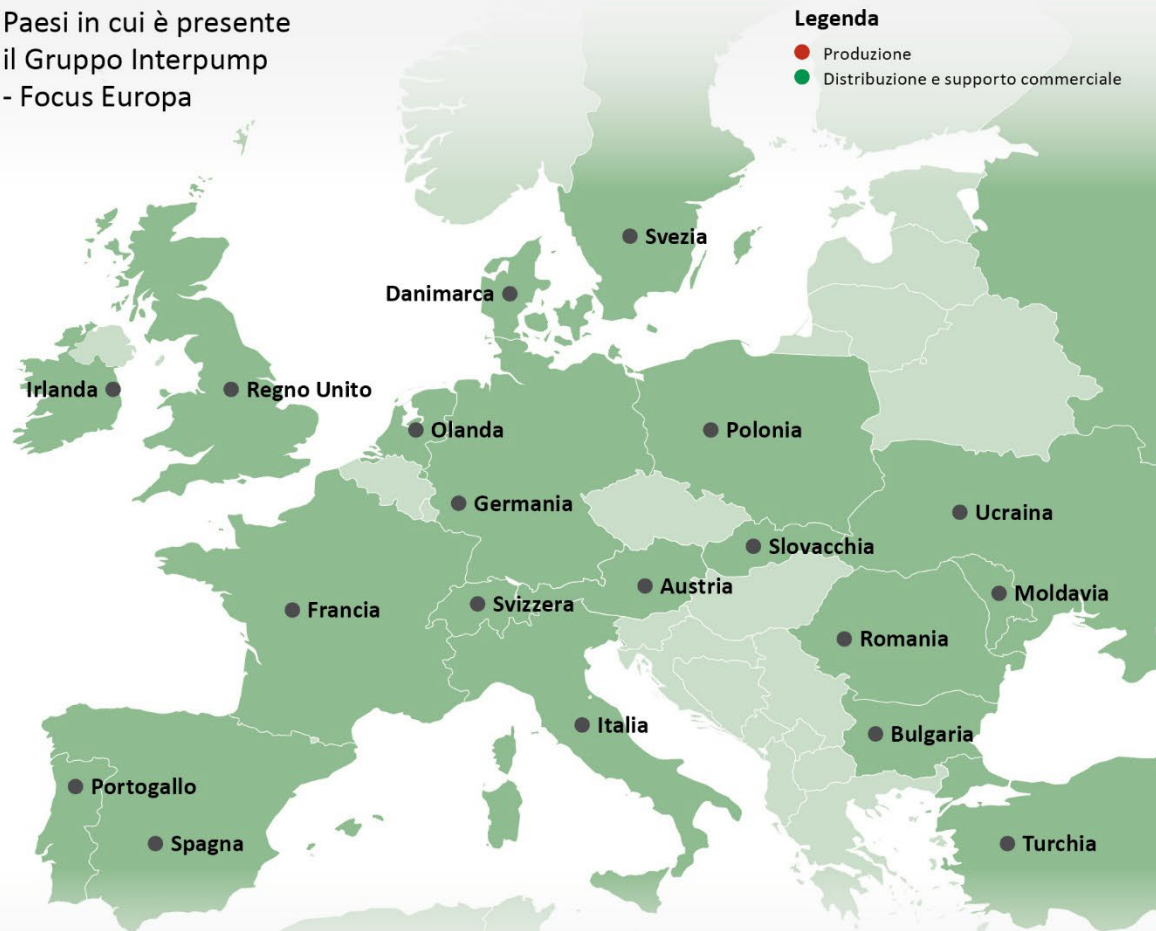 Paesi in cui è presente
il Gruppo Interpump
- Focus Europa
Legenda
Produzione
Distribuzione e supporto commerciale
Svezia
Danimarca
Irlanda
Regno Unito
Olanda
Polonia
Germania
Ucraina
Slovacchia
Austria
Moldavia
Francia
Svizzera
Romania
Italia
Bulgaria
Portogallo
Spagna
Turchia